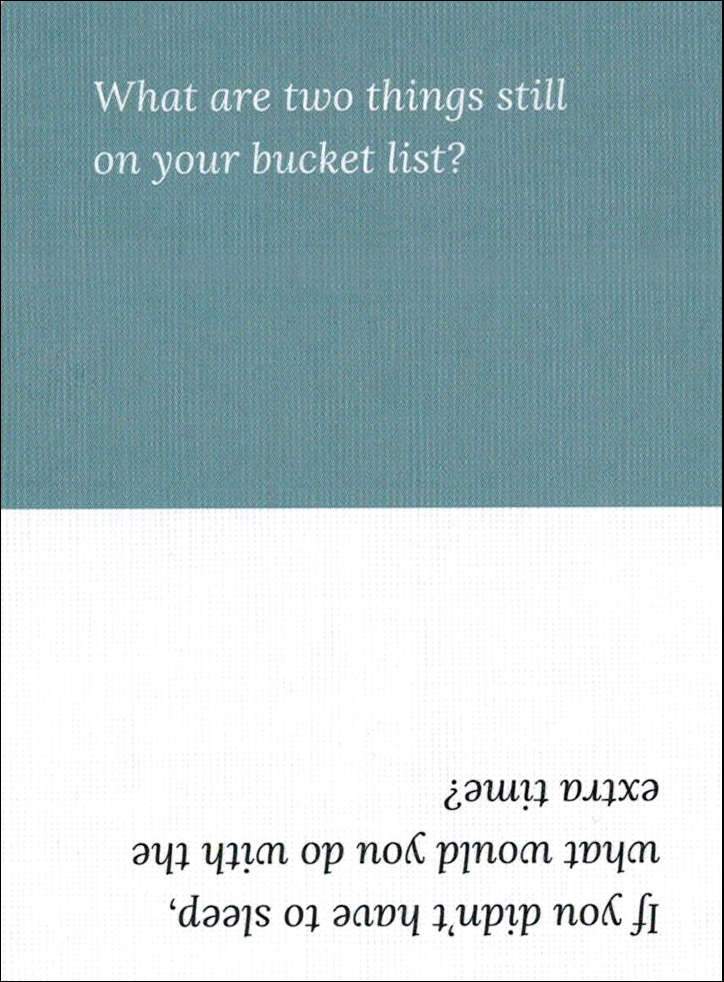 What are two things still
on your bucket list?
If you didn't have to sleep,
what would you do with the
extra time?